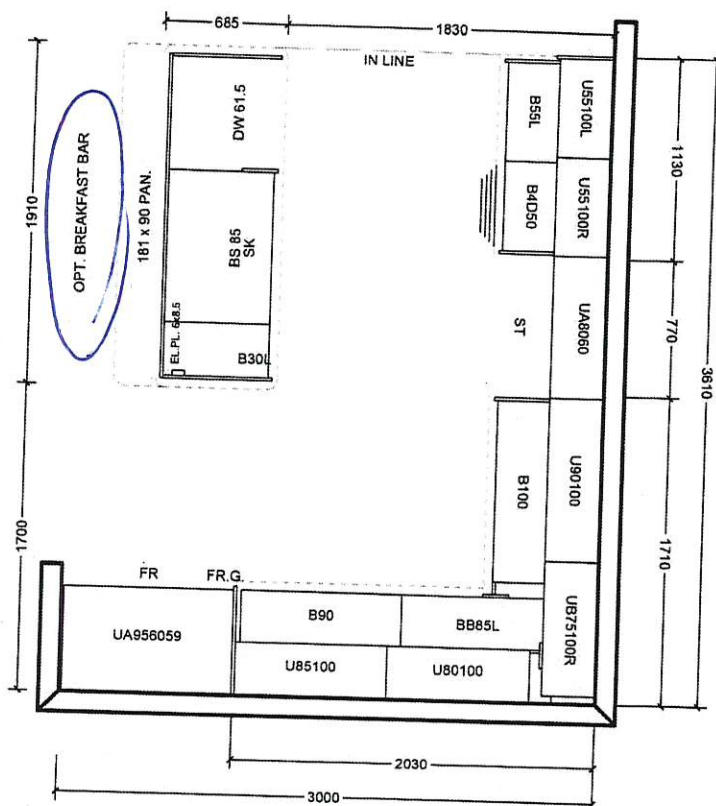 685
1830
IN LINE
DW 61.5
B55L
U55100L
B4D50
U55100R
1130
1910
OPT. BREAKFAST BAR
181 x 90 PAN.
BS 85
SK
EL.PL. 6x8.5
B30L
ST
UA8060
770
3610
B100
U90100
1710
1700
FR
FR.G.
UA956059
B90
BB85L
UB75100R
U85100
U80100
2030
3000